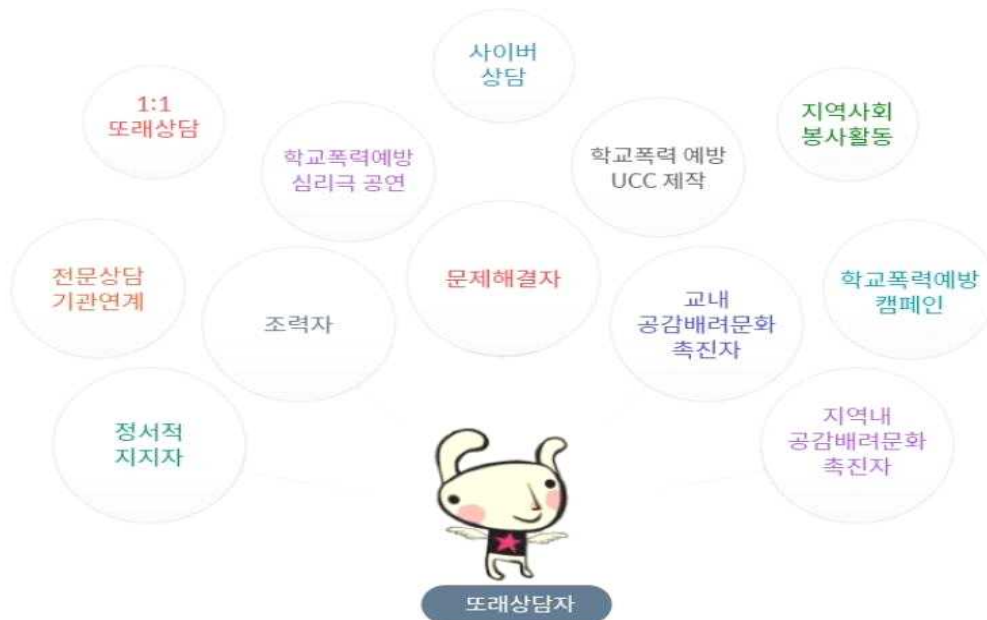 사이버
상담
1:1
또래상담
지역사회
봉사활동
학교폭력예방
심리극 공연
학교폭력 예방
UCC 제작
전문상담
기관연계
조력자
문제해결자
교내
공감배려문화
촉진자
학교폭력예방
캠페인
정서적
지지자
지역내
공감배려문화
촉진자
또래상담자